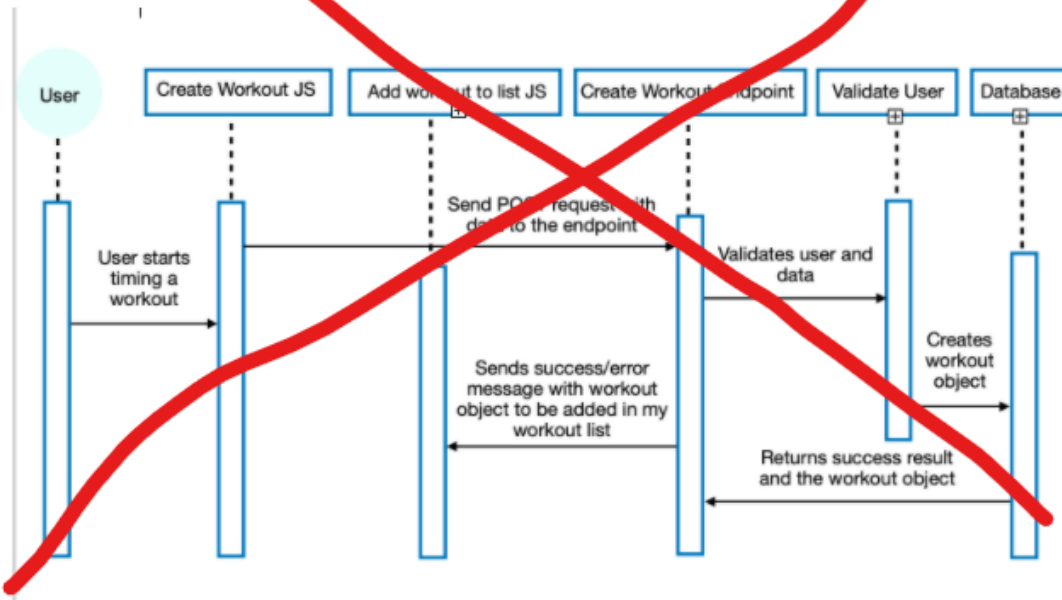 User
Create Workout JS
Add workout to list JS
Create Workout Endpoint
Validate User
Database
Send POST request with
data to the endpoint
User starts
timing a
workout
Validates user and
data
Creates
workout
object
Sends success/error
message with workout
object to be added in my
workout list
Returns success result
and the workout object